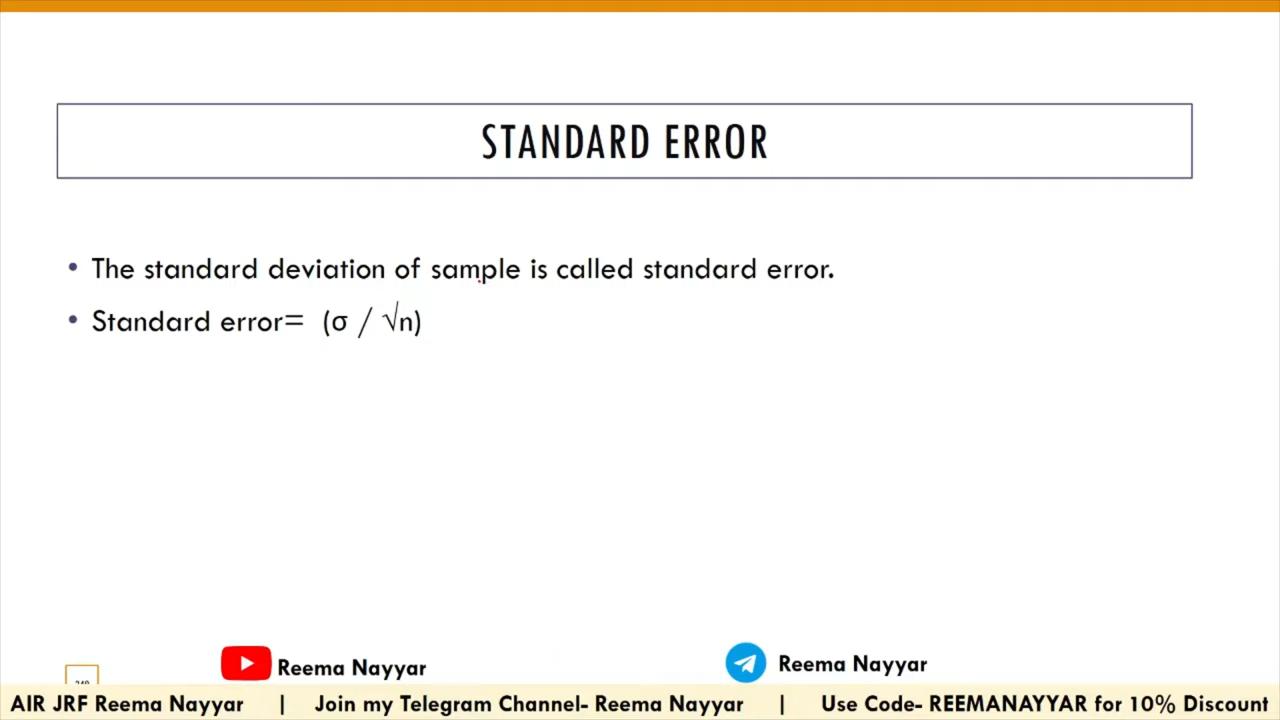 STANDARD ERROR
• The standard deviation of sample is called standard error.
• Standard error= (σ / √n)
Reema Nayyar
Reema Nayyar
AIR JRF Reema Nayyar | Join my Telegram Channel- Reema Nayyar | Use Code- REEMANAYYAR for 10% Discount